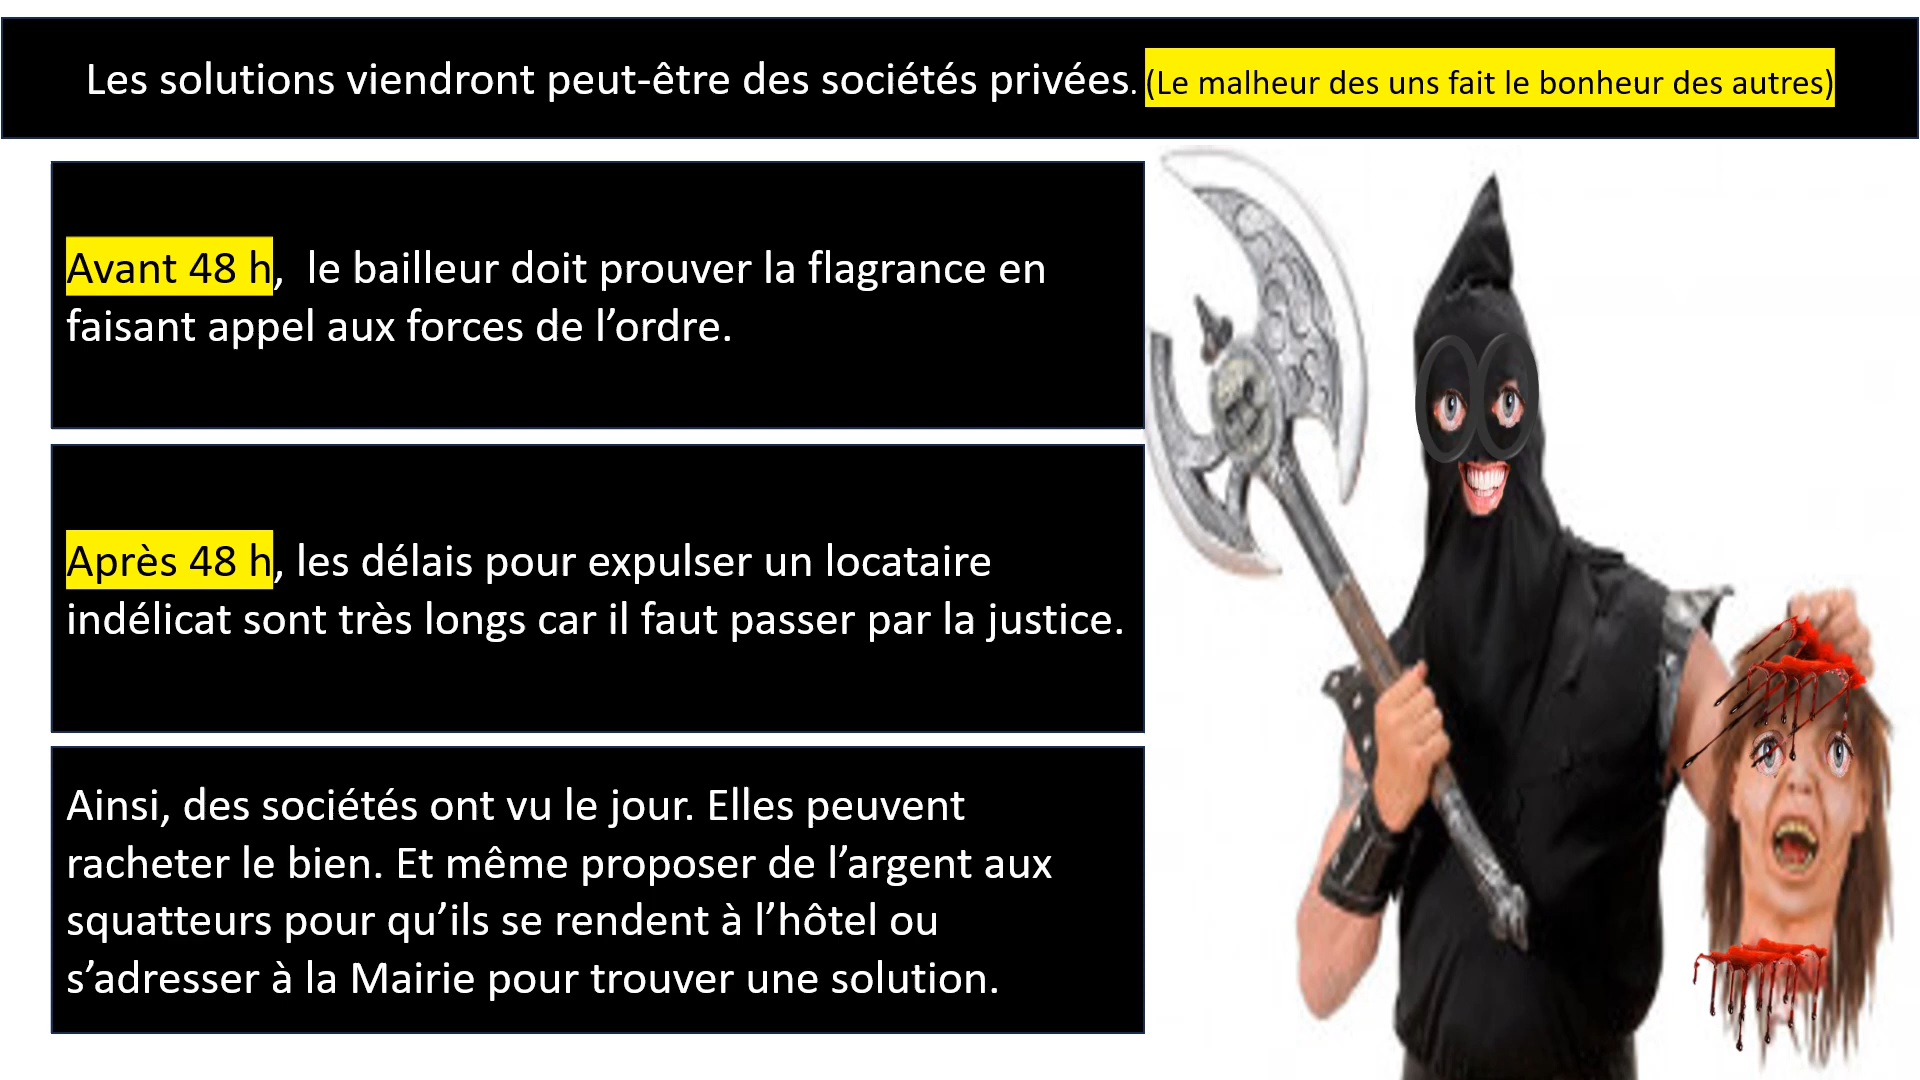 Les solutions viendront peut-être des sociétés privées. (Le malheur des uns fait le bonheur des autres)
Avant 48 h,  le bailleur doit prouver la flagrance en
faisant appel aux forces de l’ordre.
Après 48 h, les délais pour expulser un locataire
indélicat sont très longs car il faut passer par la justice.
Ainsi, des sociétés ont vu le jour. Elles peuvent
racheter le bien. Et même proposer de l’argent aux
squatteurs pour qu’ils se rendent à l’hôtel ou
s’adresser à la Mairie pour trouver une solution.